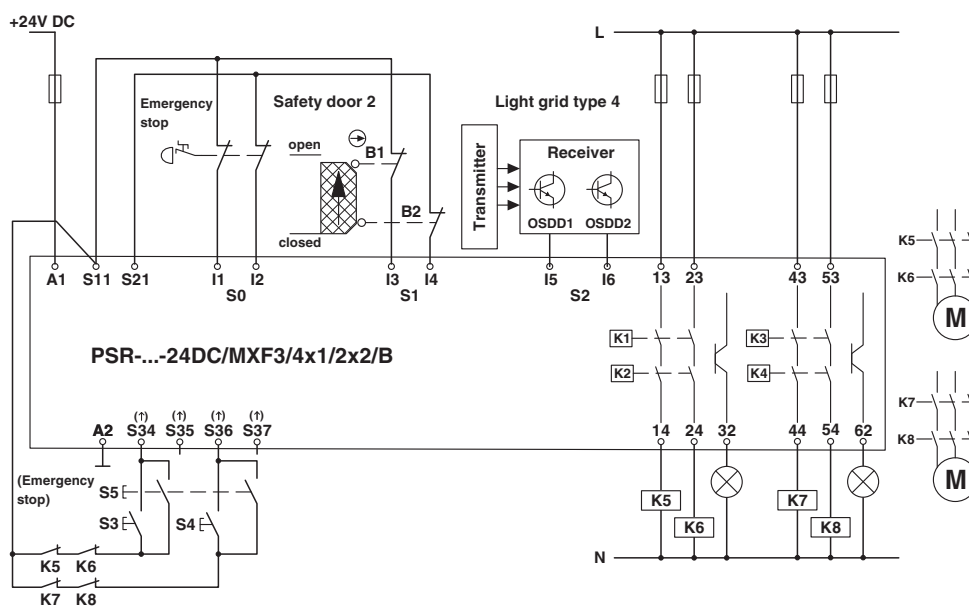 +24V DC
L
Emergency
stop
Safety door 2
Light grid type 4
open
B1
B2
closed
Transmitter
Receiver
OSDD1 OSDD2
A1 S11 S21 I1 I2 I3 I4 I5 I6 13 23 43 53
S0 S1 S2
K5
K6
M
PSR-...-24DC/MXF3/4x1/2x2/B
K1
K2
K3
K4
K7
K8
M
(↑) (↑) (↑) (↑)
A2 S34 S35 S36 S37 14 24 32 44 54 62
(Emergency
stop)
S5
S3 S4
K5
K6
K7
K8
K5 K6
K7 K8
N